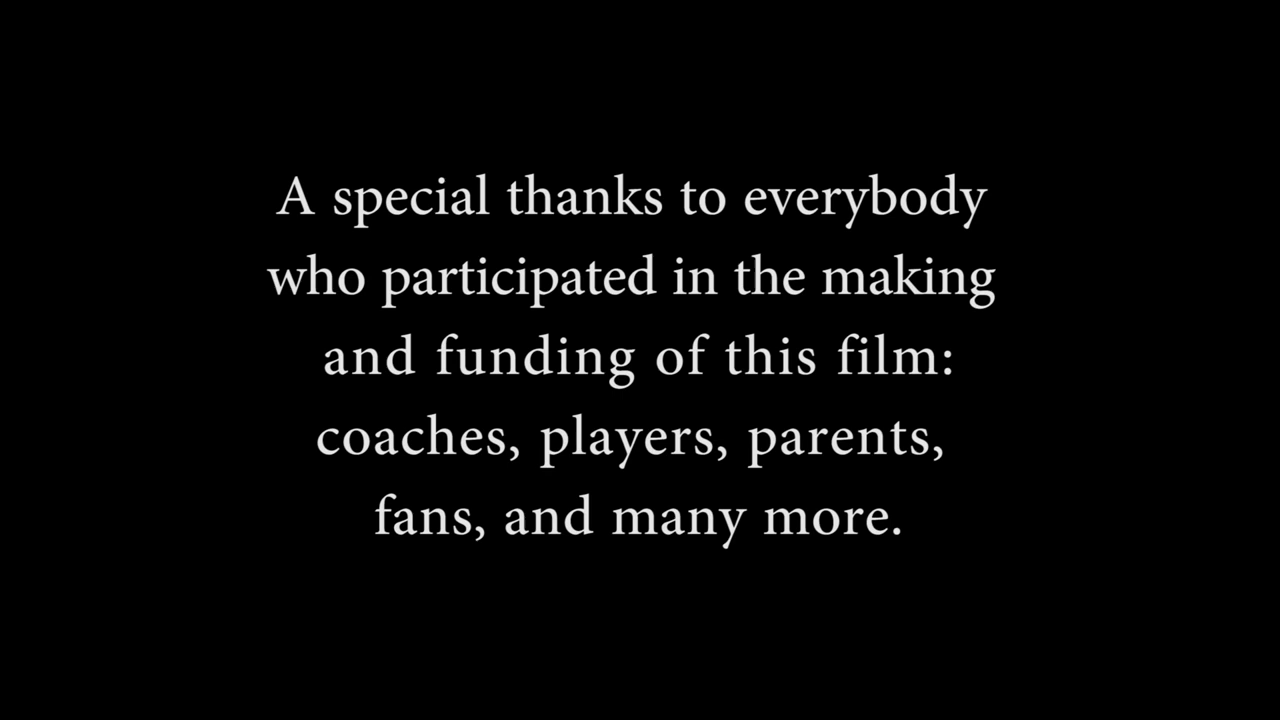 A special thanks to everybody
who participated in the making
and funding of this film:
coaches, players, parents,
fans, and many more.